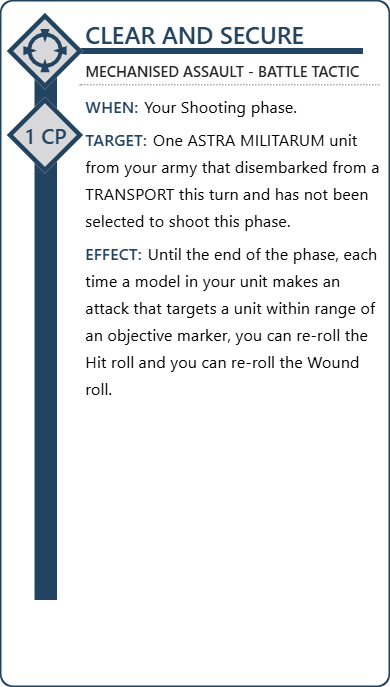 CLEAR AND SECURE
MECHANISED ASSAULT - BATTLE TACTIC
WHEN: Your Shooting phase.
1 CP
TARGET: One ASTRA MILITARUM unit
from your army that disembarked from a
TRANSPORT this turn and has not been
selected to shoot this phase.
EFFECT: Until the end of the phase, each
time a model in your unit makes an
attack that targets a unit within range of
an objective marker, you can re-roll the
Hit roll and you can re-roll the Wound
roll.